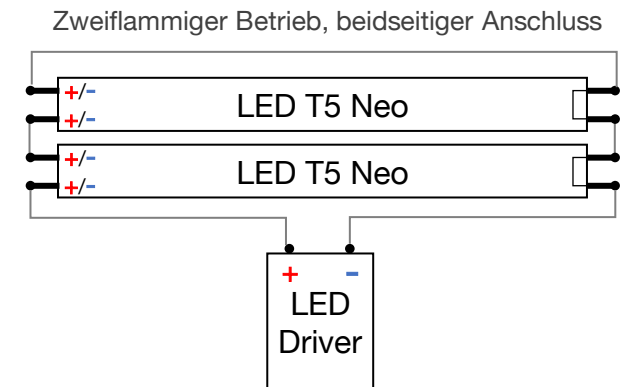 Zweiflammiger Betrieb, beidseitiger Anschluss
+/-
LED T5 Neo
+/-
+/-
LED T5 Neo
+/-
+ -
LED
Driver